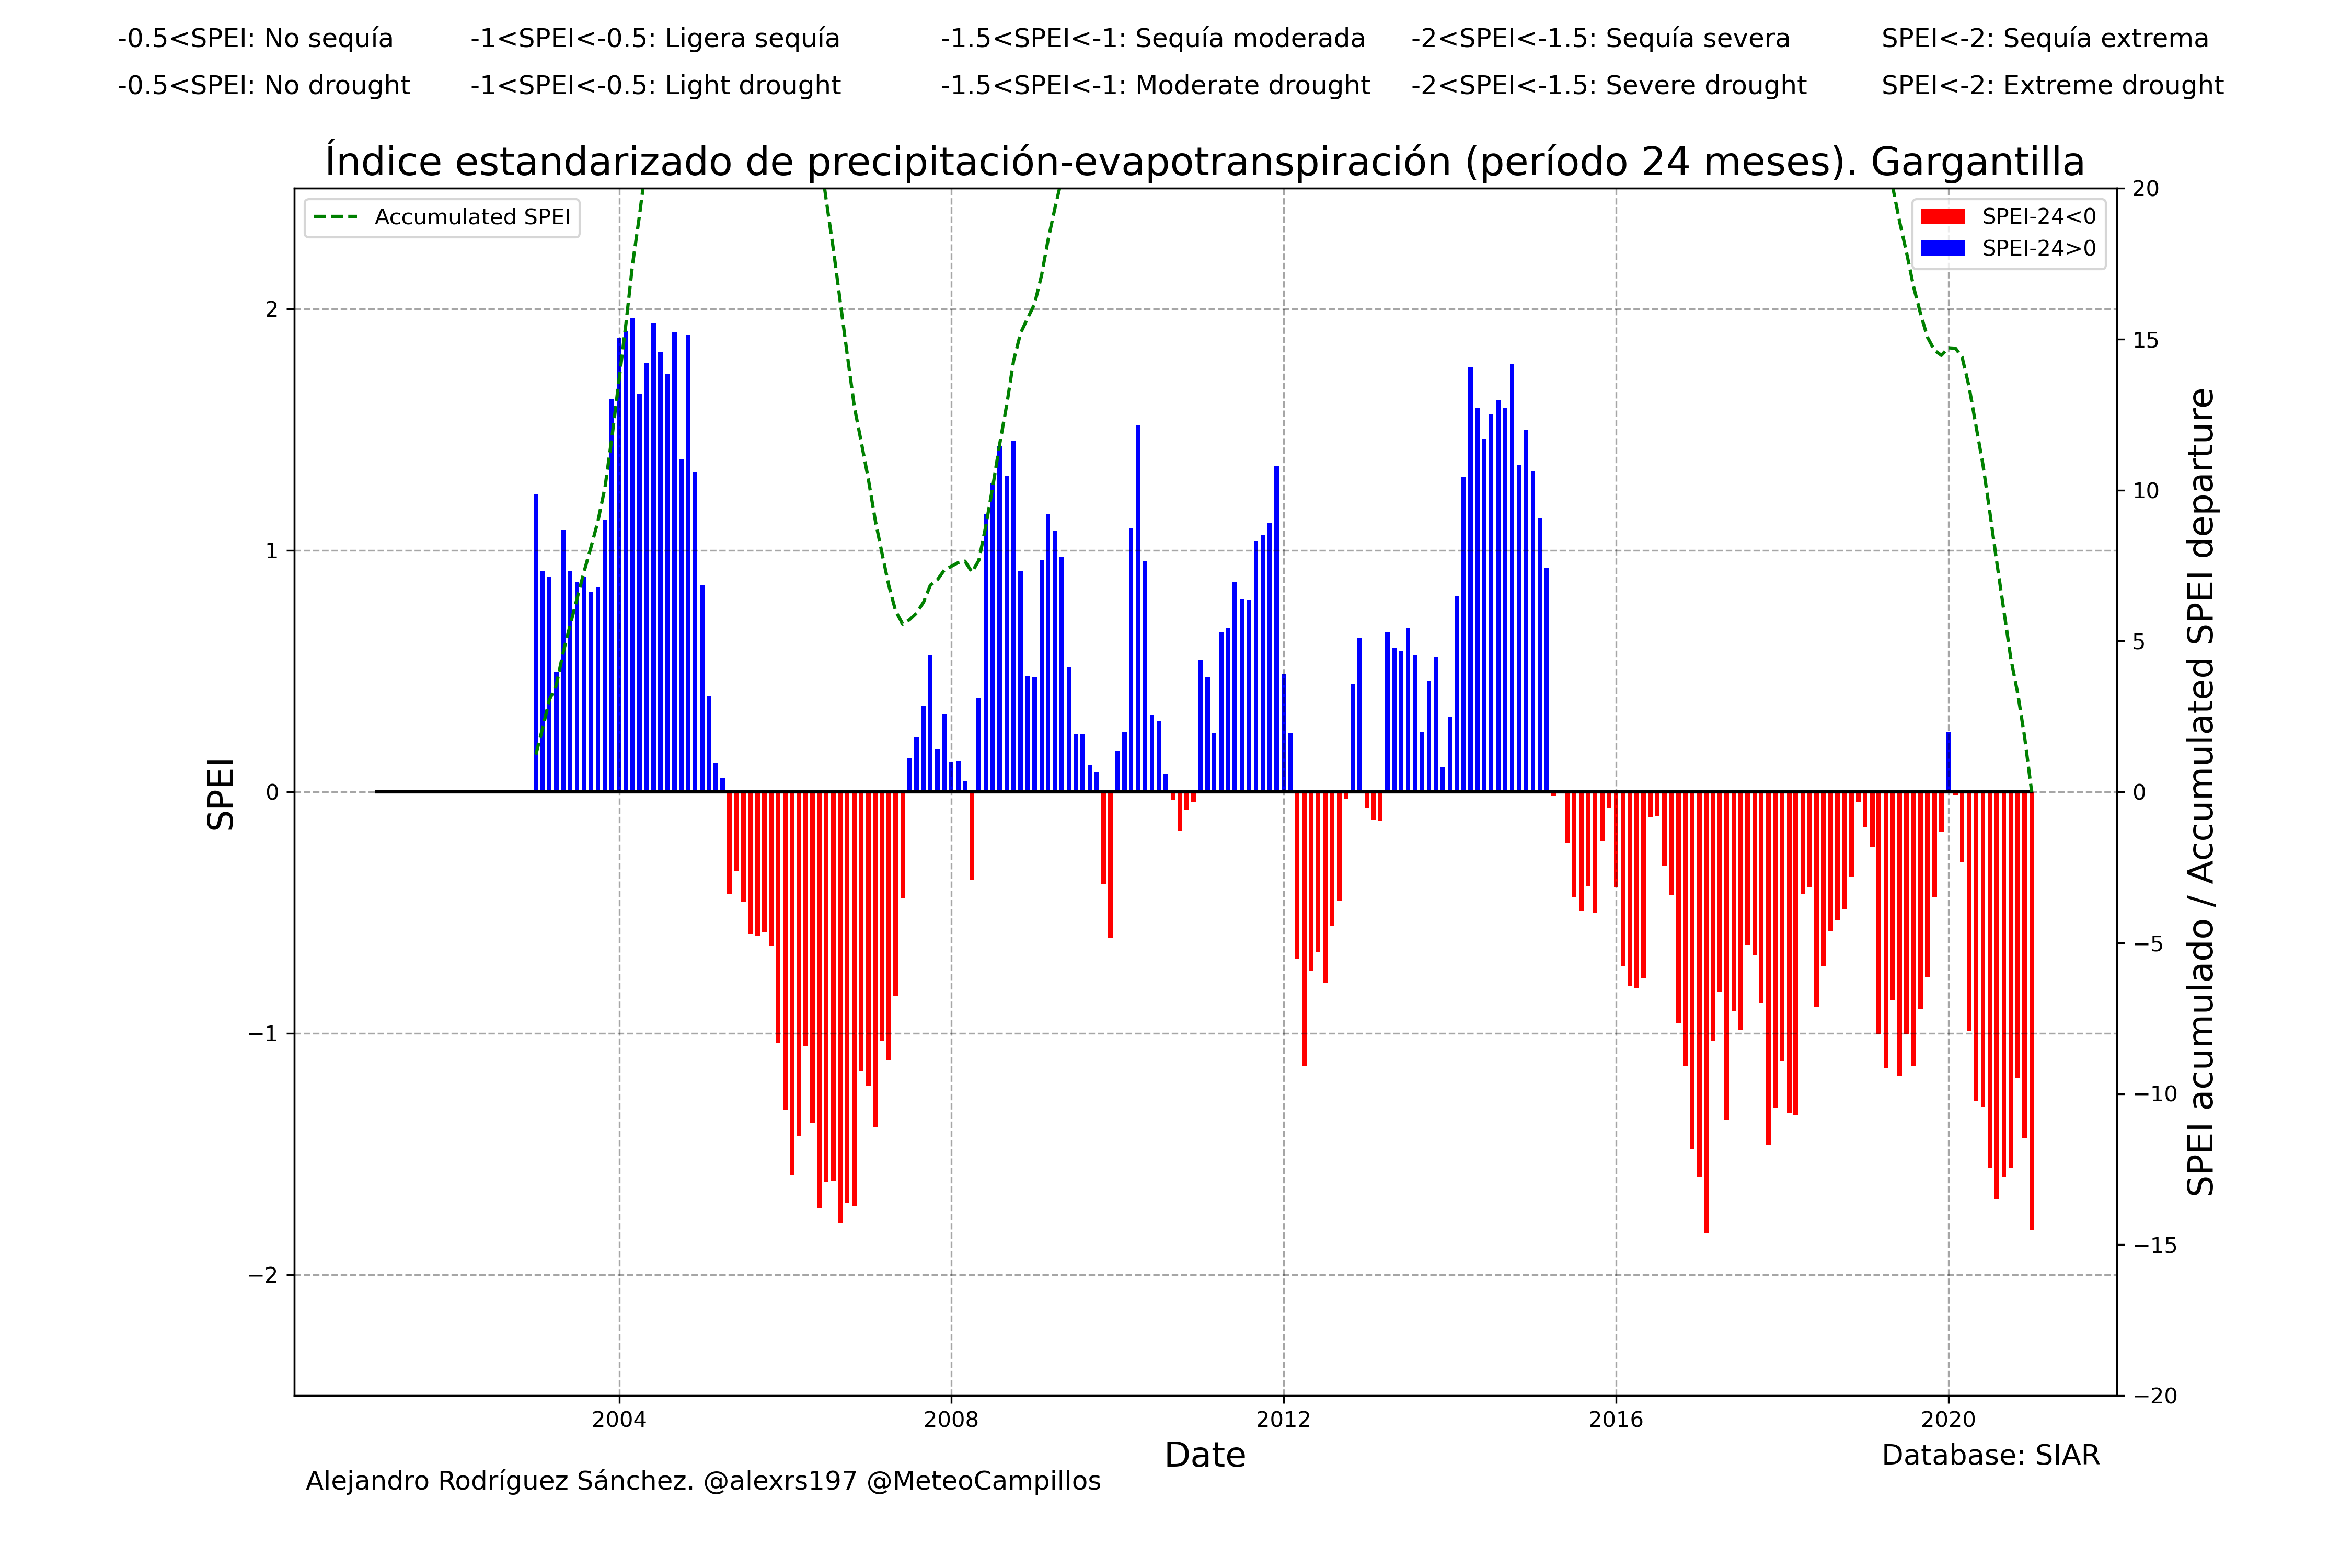 -0.5<SPEI: No sequía -1<SPEI<-0.5: Ligera sequía -1.5<SPEI<-1: Sequía moderada -2<SPEI<-1.5: Sequía severa SPEI<-2: Sequía extrema
-0.5<SPEI: No drought -1<SPEI<-0.5: Light drought -1.5<SPEI<-1: Moderate drought -2<SPEI<-1.5: Severe drought SPEI<-2: Extreme drought
Índice estandarizado de precipitación-evapotranspiración (período 24 meses). Gargantilla
Accumulated SPEI
SPEI-24<0
SPEI-24>0
SPEI
2
1
0
−1
−2
20
15
10
5
0
−5
−10
−15
−20
SPEI acumulado / Accumulated SPEI departure
2004 2008 2012 2016 2020
Date
Database: SIAR
Alejandro Rodríguez Sánchez. @alexrs197 @MeteoCampillos